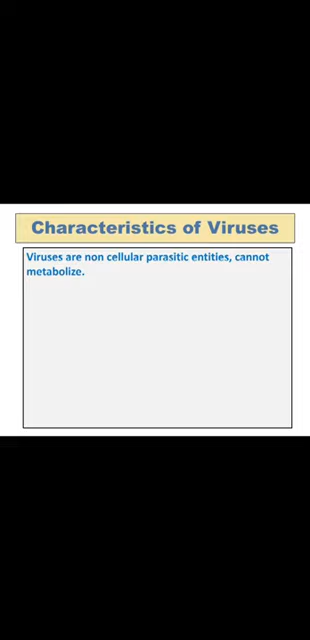 Characteristics of Viruses
Viruses are non cellular parasitic entities, cannot
metabolize.